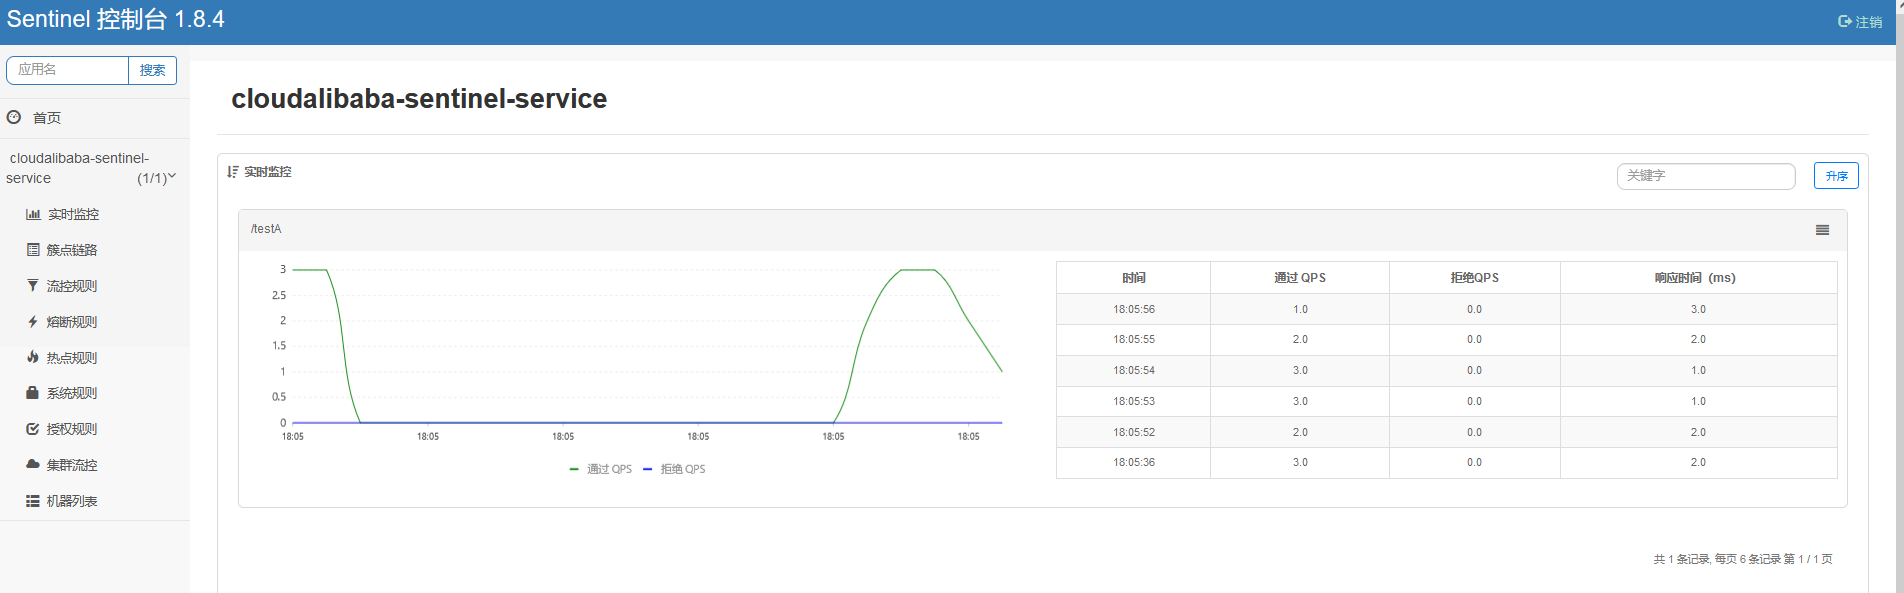 Sentinel 控制台 1.8.4
注销
应用名
搜索
首页
cloudalibaba-sentinel-
service (1/1)
实时监控
簇点链路
流控规则
熔断规则
热点规则
系统规则
授权规则
集群流控
机器列表
cloudalibaba-sentinel-service
实时监控
关键字
升序
/testA
3
2.5
2
1.5
1
0.5
0
18:05 18:05 18:05 18:05 18:05 18:05
通过 QPS 拒绝 QPS
时间 通过 QPS 拒绝QPS 响应时间 (ms)
18:05:56 1.0 0.0 3.0
18:05:55 2.0 0.0 2.0
18:05:54 3.0 0.0 1.0
18:05:53 3.0 0.0 1.0
18:05:52 2.0 0.0 2.0
18:05:36 3.0 0.0 2.0
共 1 条记录, 每页 6 条记录 第 1 / 1 页